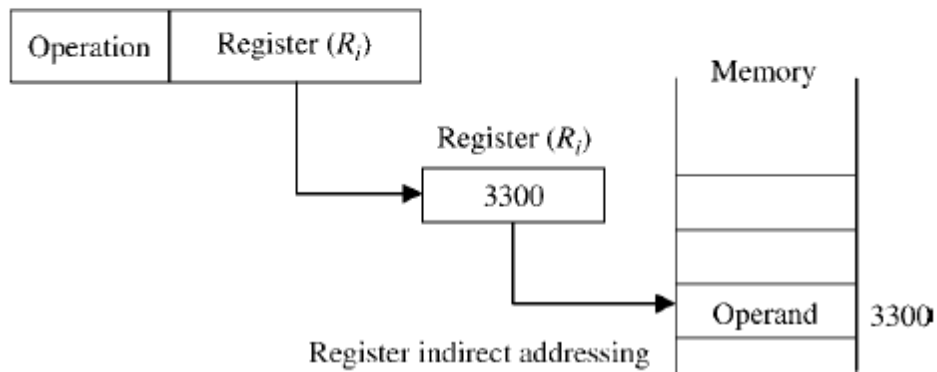 Operation Register (Rᵢ)
Memory
Register (Rᵢ)
3300
Operand 3300
Register indirect addressing